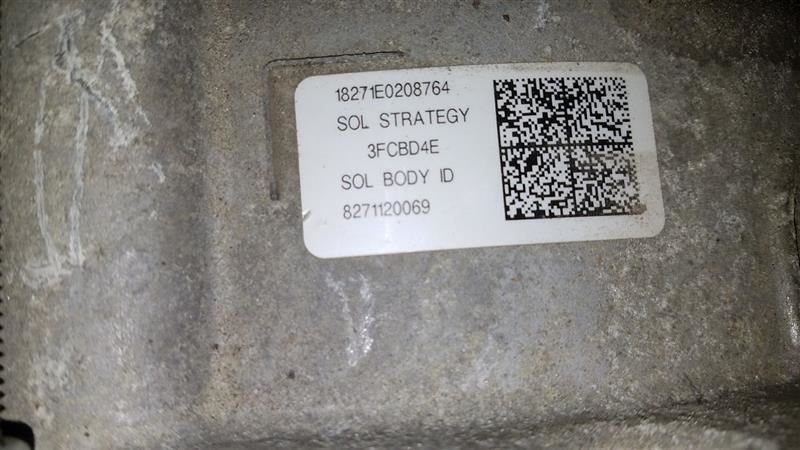 18271E0208764
SOL STRATEGY
3FCBD4E
SOL BODY ID
8271120069